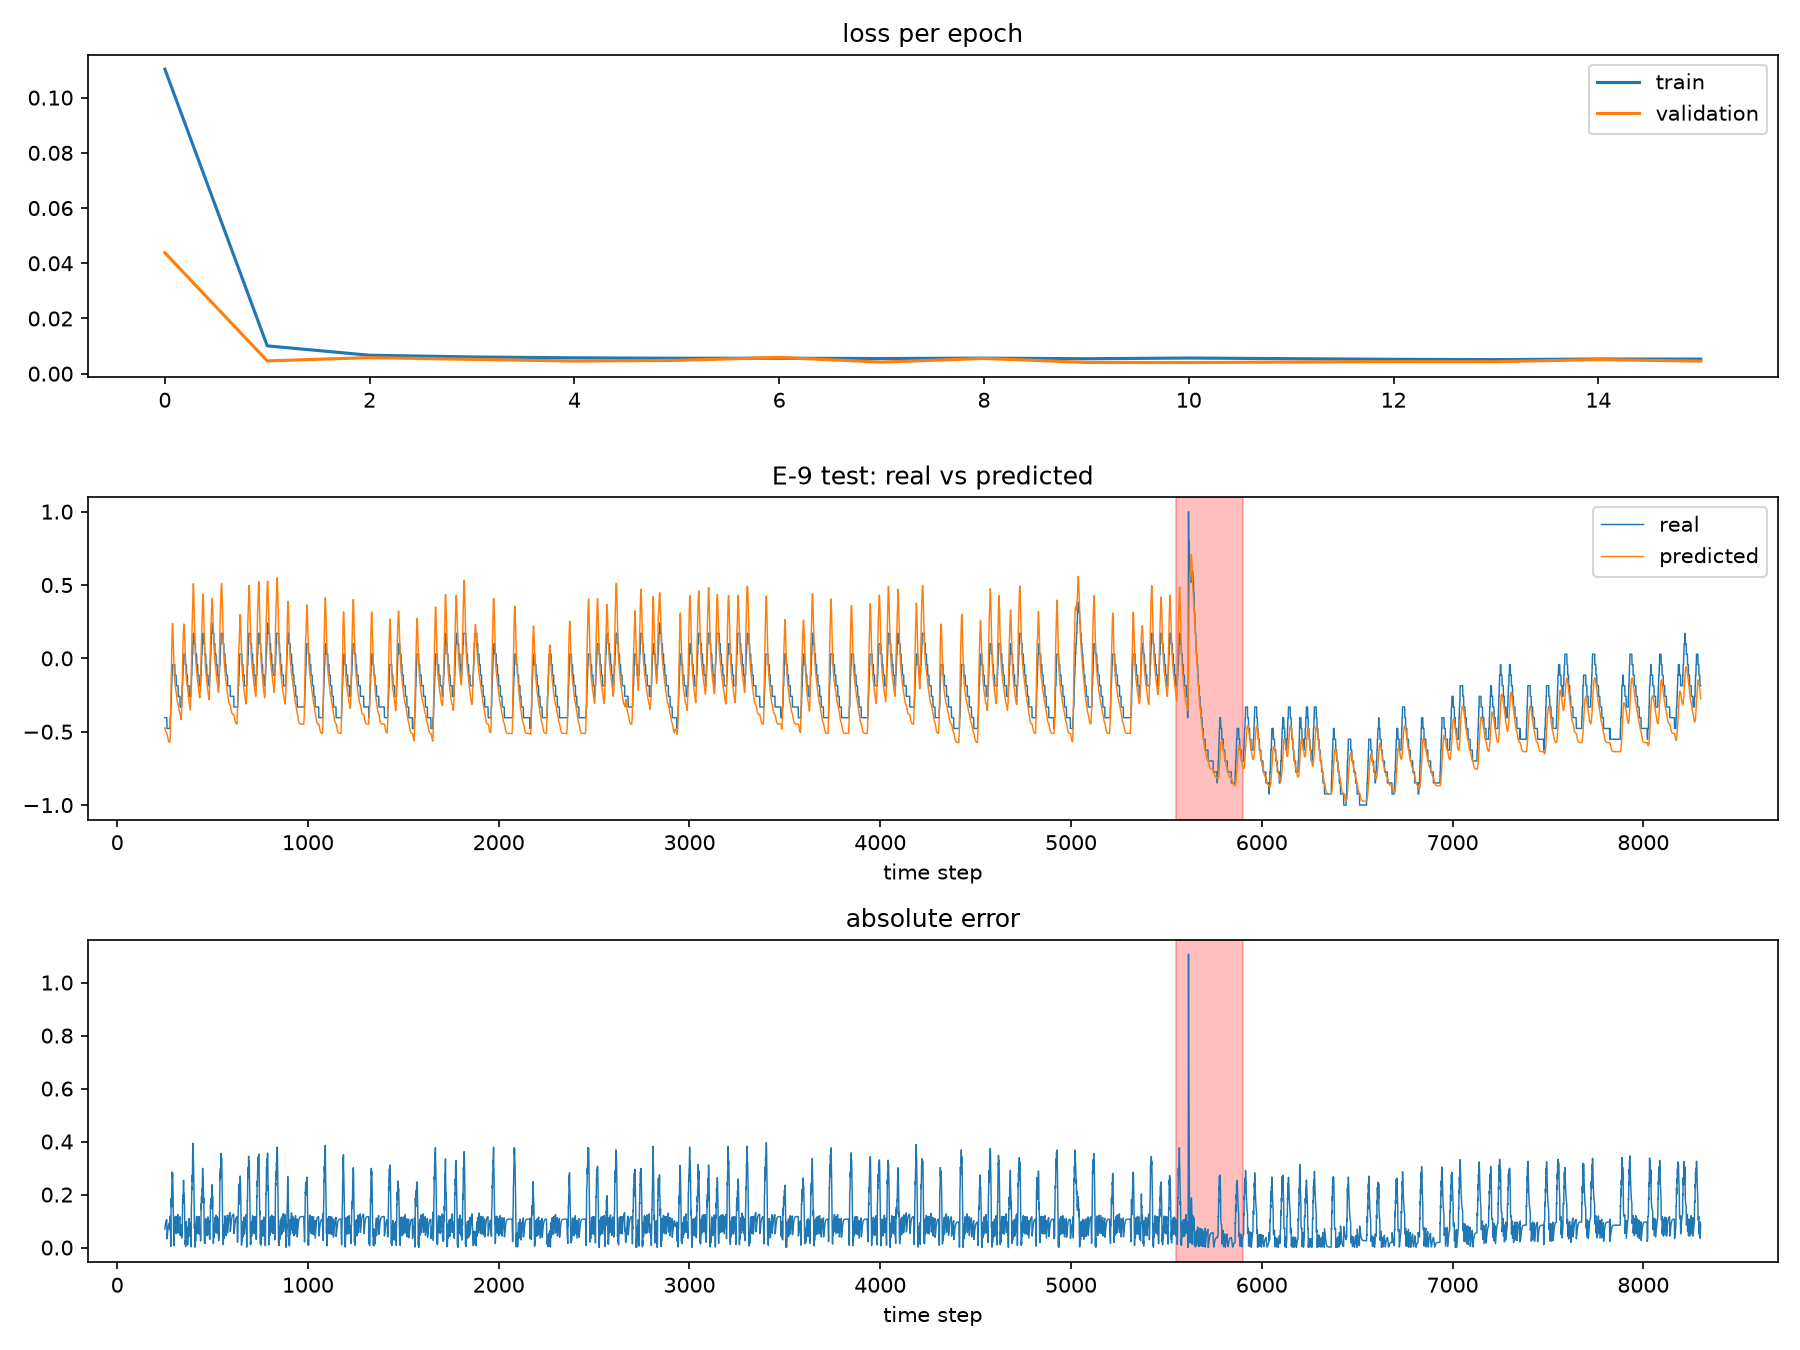 loss per epoch
train
validation
0.10
0.08
0.06
0.04
0.02
0.00
0 2 4 6 8 10 12 14
E-9 test: real vs predicted
real
predicted
1.0
0.5
0.0
−0.5
−1.0
0 1000 2000 3000 4000 5000 6000 7000 8000
time step
absolute error
1.0
0.8
0.6
0.4
0.2
0.0
0 1000 2000 3000 4000 5000 6000 7000 8000
time step